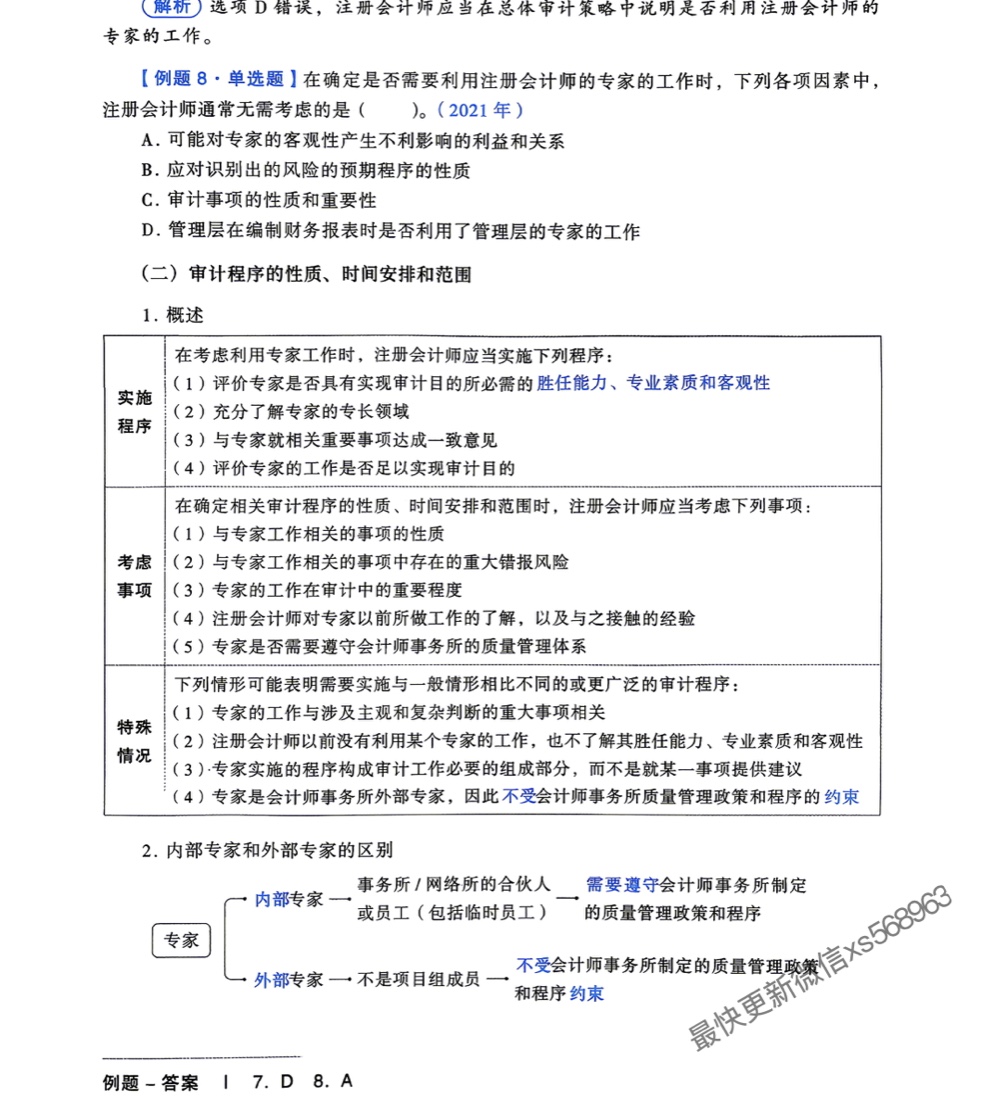 解析 选项 D 错误，注册会计师应当在总体审计策略中说明是否利用注册会计师的
专家的工作。
【例题 8·单选题】在确定是否需要利用注册会计师的专家的工作时，下列各项因素中，
注册会计师通常无需考虑的是（　　）。（2021 年）
A. 可能对专家的客观性产生不利影响的利益和关系
B. 应对识别出的风险的预期程序的性质
C. 审计事项的性质和重要性
D. 管理层在编制财务报表时是否利用了管理层的专家的工作
（二）审计程序的性质、时间安排和范围
1. 概述
实施
程序
在考虑利用专家工作时，注册会计师应当实施下列程序：
（1）评价专家是否具有实现审计目的所必需的胜任能力、专业素质和客观性
（2）充分了解专家的专长领域
（3）与专家就相关重要事项达成一致意见
（4）评价专家的工作是否足以实现审计目的
考虑
事项
在确定相关审计程序的性质、时间安排和范围时，注册会计师应当考虑下列事项：
（1）与专家工作相关的事项的性质
（2）与专家工作相关的事项中存在的重大错报风险
（3）专家的工作在审计中的重要程度
（4）注册会计师对专家以前所做工作的了解，以及与之接触的经验
（5）专家是否需要遵守会计师事务所的质量管理体系
特殊
情况
下列情形可能表明需要实施与一般情形相比不同的或更广泛的审计程序：
（1）专家的工作与涉及主观和复杂判断的重大事项相关
（2）注册会计师以前没有利用某个专家的工作，也不了解其胜任能力、专业素质和客观性
（3）专家实施的程序构成审计工作必要的组成部分，而不是就某一事项提供建议
（4）专家是会计师事务所外部专家，因此不受会计师事务所质量管理政策和程序的约束
2. 内部专家和外部专家的区别
专家
内部专家
事务所/网络所的合伙人
或员工（包括临时员工）
需要遵守会计师事务所制定
的质量管理政策和程序
外部专家
不是项目组成员
不受会计师事务所制定的质量管理政策
和程序约束
最快更新微信xs568963
例题－答案 | 7. D 8. A